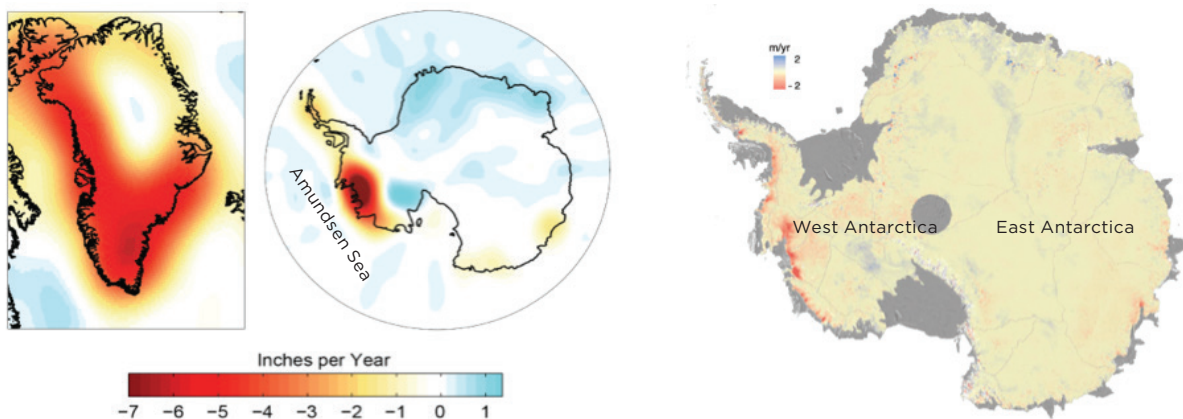 Amundsen Sea
Inches per Year
-7 -6 -5 -4 -3 -2 -1 0 1
m/yr
2
- 2
West Antarctica
East Antarctica